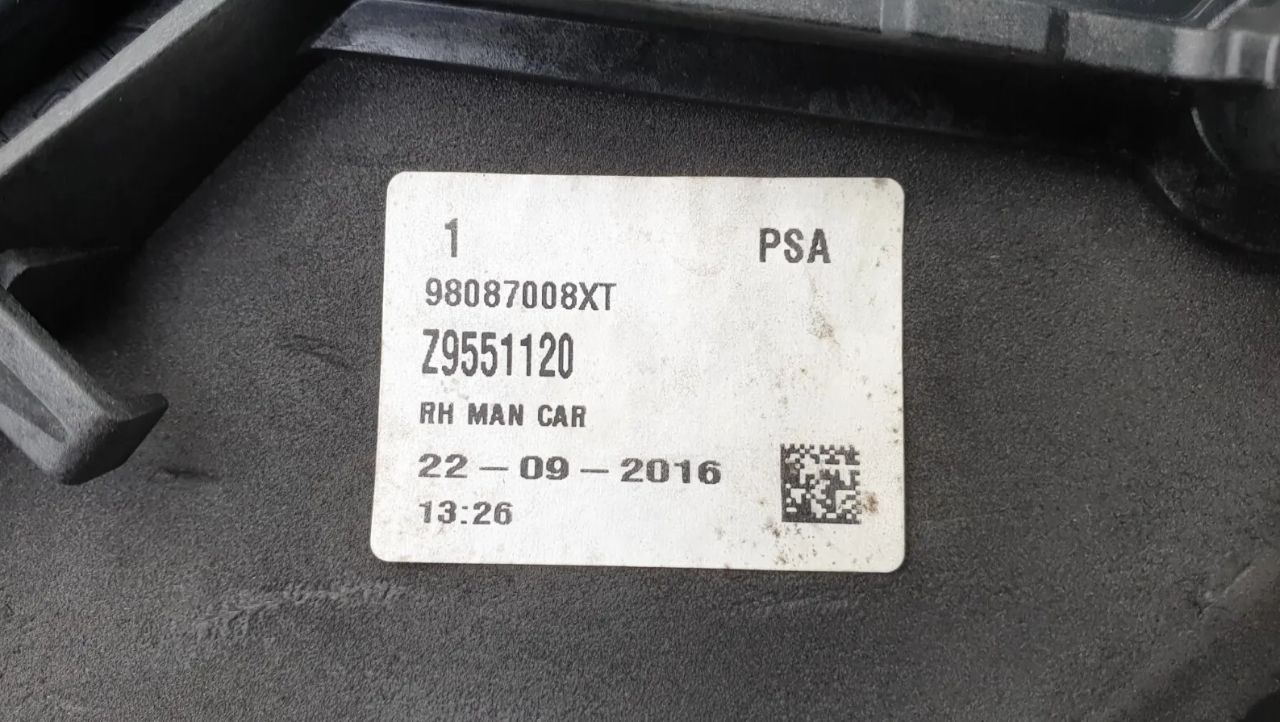 1 PSA
98087008XT
Z9551120
RH MAN CAR
22-09-2016
13:26